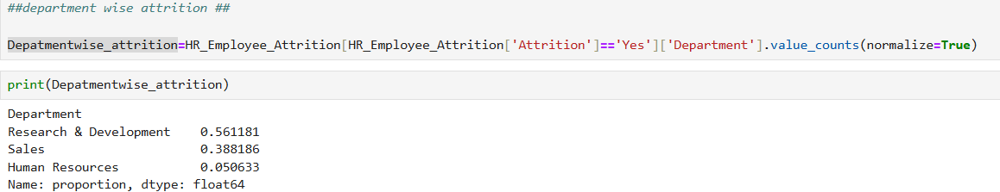 ##department wise attrition ##
Depatmentwise_attrition=HR_Employee_Attrition[HR_Employee_Attrition['Attrition']=='Yes']['Department'].value_counts(normalize=True)
print(Depatmentwise_attrition)
Department
Research & Development    0.561181
Sales                     0.388186
Human Resources           0.050633
Name: proportion, dtype: float64